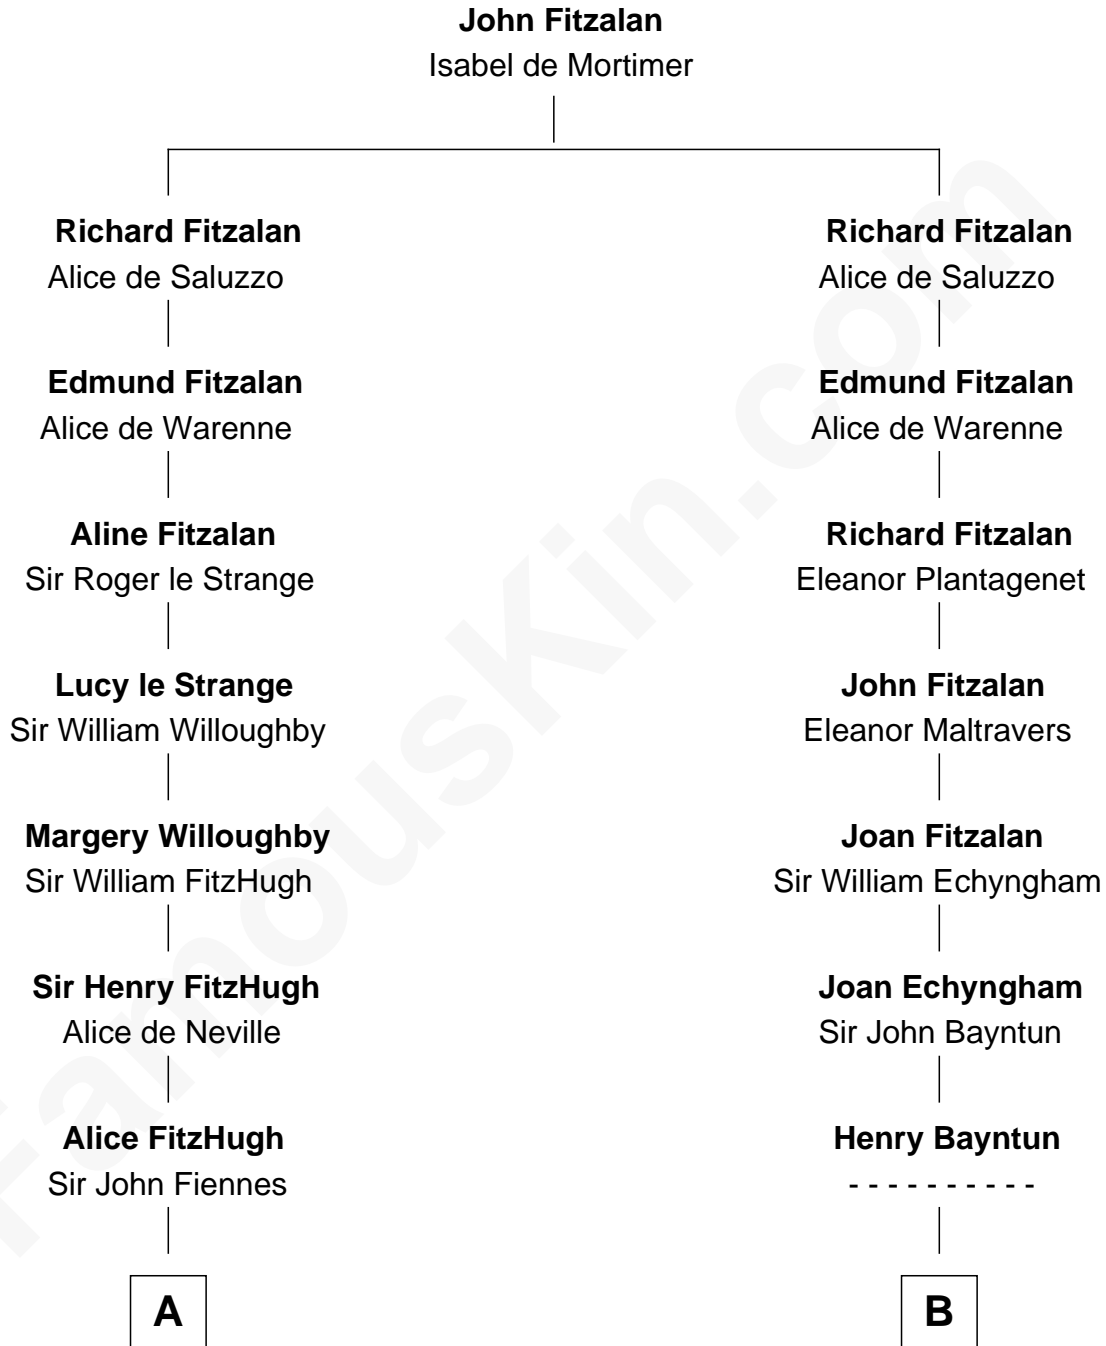 John Fitzalan
Isabel de Mortimer
Richard Fitzalan
Alice de Saluzzo
Richard Fitzalan
Alice de Saluzzo
Edmund Fitzalan
Alice de Warenne
Edmund Fitzalan
Alice de Warenne
Aline Fitzalan
Sir Roger le Strange
Richard Fitzalan
Eleanor Plantagenet
Lucy le Strange
Sir William Willoughby
John Fitzalan
Eleanor Maltravers
Margery Willoughby
Sir William FitzHugh
Joan Fitzalan
Sir William Echyngham
Sir Henry FitzHugh
Alice de Neville
Joan Echyngham
Sir John Bayntun
Alice FitzHugh
Sir John Fiennes
Henry Bayntun
- - - - - - - - - -
A
B
FamousKin.com